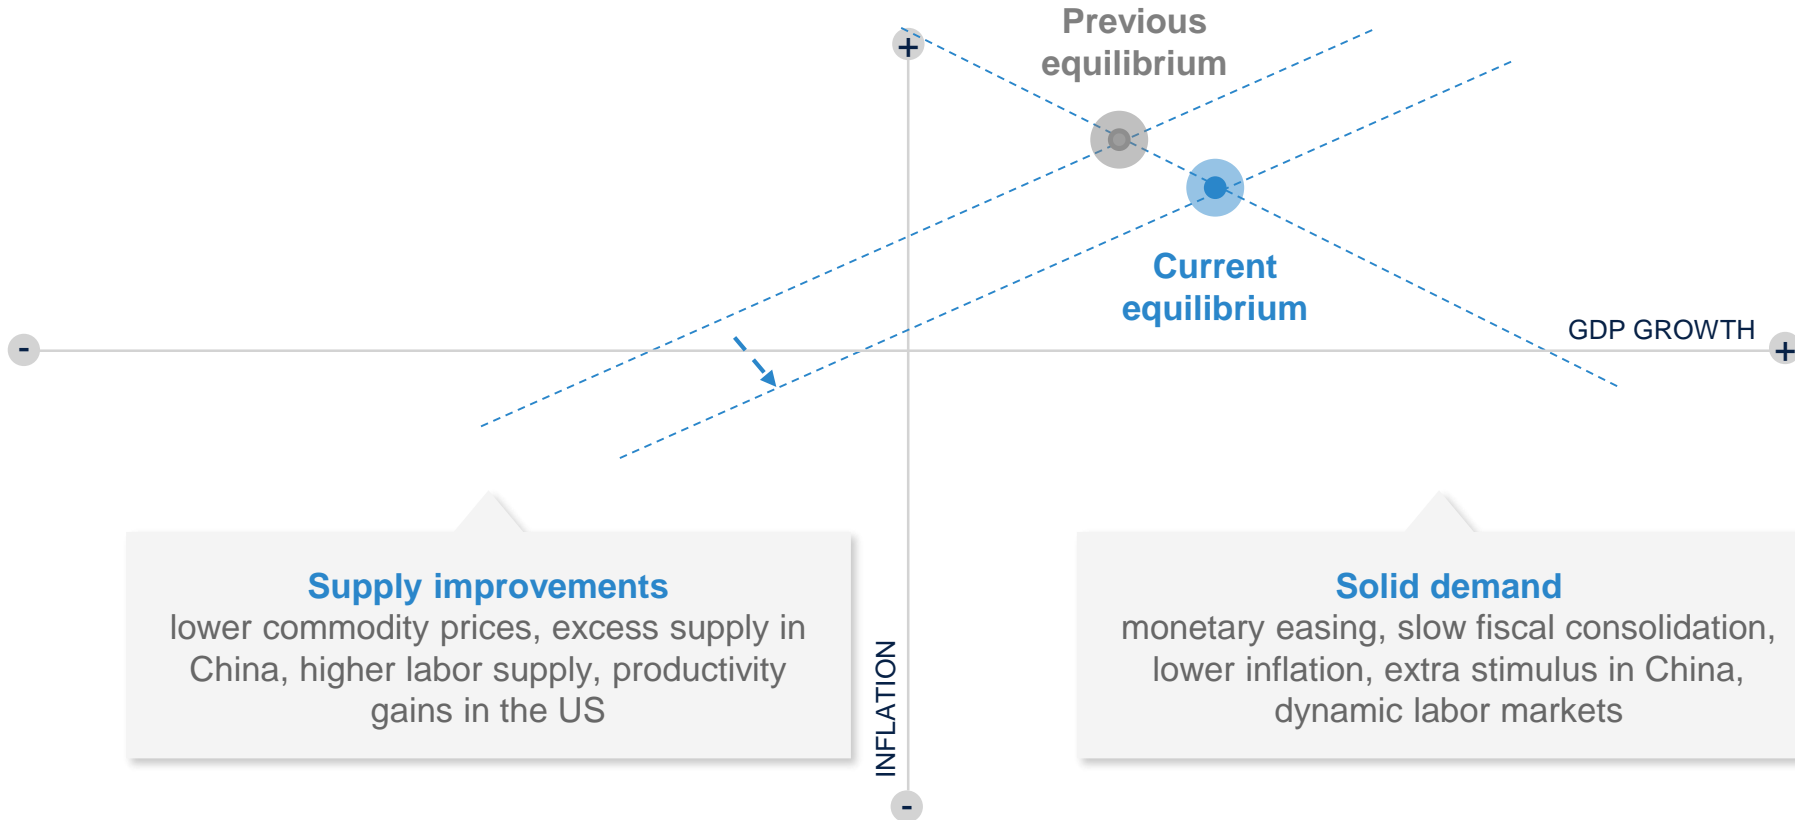 Previous
equilibrium
+
Current
equilibrium
GDP GROWTH
-
+
Supply improvements
lower commodity prices, excess supply in
China, higher labor supply, productivity
gains in the US
INFLATION
Solid demand
monetary easing, slow fiscal consolidation,
lower inflation, extra stimulus in China,
dynamic labor markets
-